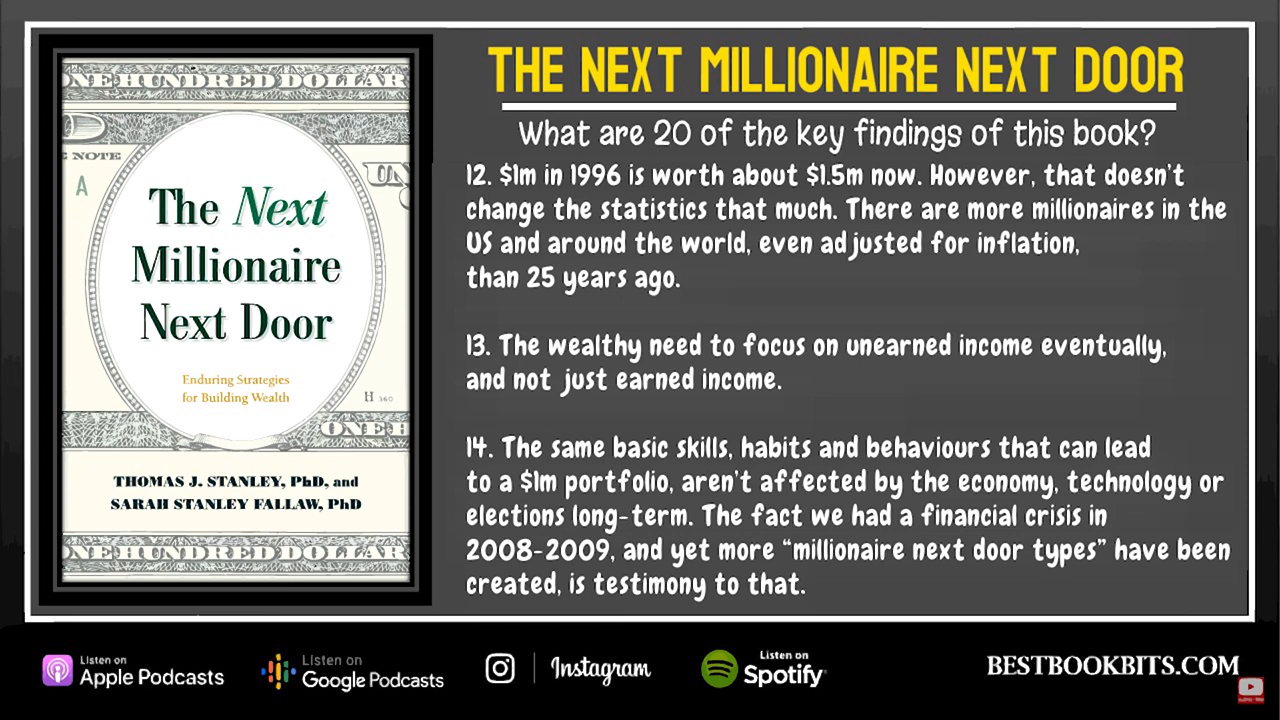 THE NEXT MILLIONAIRE NEXT DOOR
What are 20 of the key findings of this book?
12. $1m in 1996 is worth about $1.5m now. However, that doesn't
change the statistics that much. There are more millionaires in the
US and around the world, even adjusted for inflation,
than 25 years ago.
13. The wealthy need to focus on unearned income eventually,
and not just earned income.
14. The same basic skills, habits and behaviours that can lead
to a $1m portfolio, aren't affected by the economy, technology or
elections long-term. The fact we had a financial crisis in
2008-2009, and yet more “millionaire next door types” have been
created, is testimony to that.
ONE HUNDRED DOLLAR
E NOTE
A
UN
The Next
Millionaire
Next Door
Enduring Strategies
for Building Wealth
H 360
ONE H
THOMAS J. STANLEY, PhD, and
SARAH STANLEY FALLAW, PhD
ONE HUNDRED DOLLAR
Listen on
Apple Podcasts
Listen on
Google Podcasts
Instagram
Listen on
Spotify
BESTBOOKBITS.COM